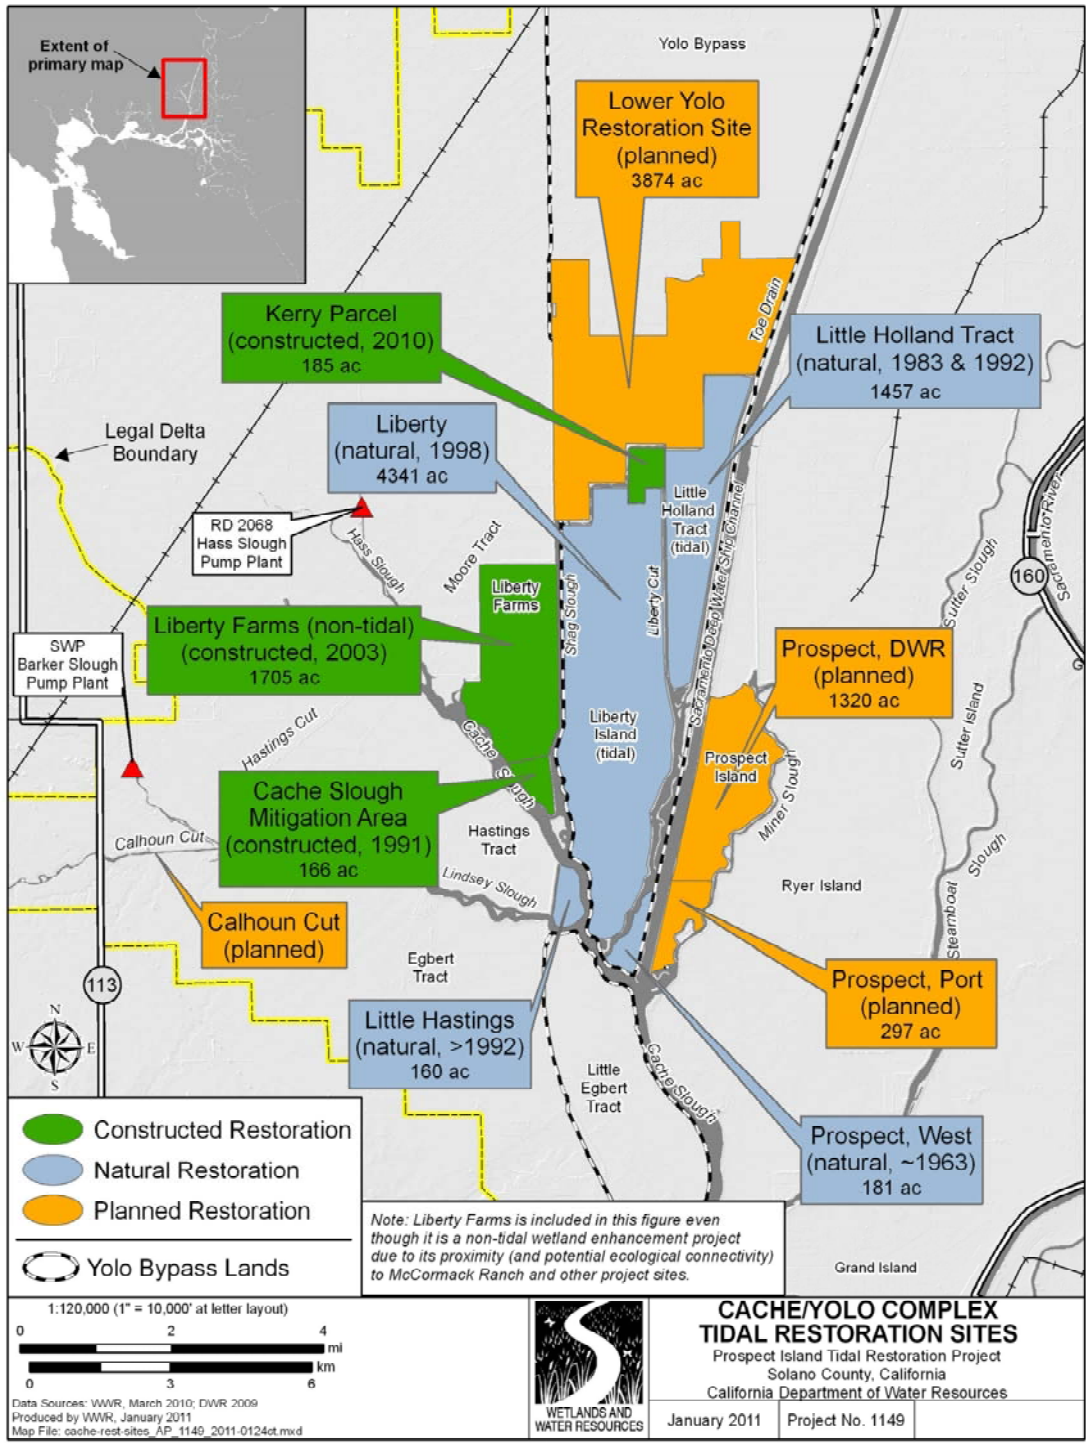 Extent of
primary map
Yolo Bypass
Lower Yolo
Restoration Site
(planned)
3874 ac
Toe Drain
Kerry Parcel
(constructed, 2010)
185 ac
Little Holland Tract
(natural, 1983 & 1992)
1457 ac
Liberty
(natural, 1998)
4341 ac
Legal Delta
Boundary
RD 2068
Hass Slough
Pump Plant
Hass Slough
Moore Tract
Little
Holland
Tract
(tidal)
Sacramento Deep Water Ship Channel
Sacramento River
160
Sutter Slough
Liberty
Farms
Shag Slough
Liberty Cut
Liberty Farms (non-tidal)
(constructed, 2003)
1705 ac
SWP
Barker Slough
Pump Plant
Prospect, DWR
(planned)
1320 ac
Hastings Cut
Cache Slough
Liberty
Island
(tidal)
Prospect
Island
Miner Slough
Sutter Island
Cache Slough
Mitigation Area
(constructed, 1991)
166 ac
Hastings
Tract
Calhoun Cut
Lindsey Slough
Ryer Island
Steamboat Slough
Calhoun Cut
(planned)
Egbert
Tract
113
N
W E
S
Prospect, Port
(planned)
297 ac
Little Hastings
(natural, >1992)
160 ac
Little
Egbert
Tract
Cache Slough
Prospect, West
(natural, ~1963)
181 ac
Constructed Restoration
Natural Restoration
Planned Restoration
Yolo Bypass Lands
Note: Liberty Farms is included in this figure even
though it is a non-tidal wetland enhancement project
due to its proximity (and potential ecological connectivity)
to McCormack Ranch and other project sites.
Grand Island
1:120,000 (1" = 10,000' at letter layout)
0 2 4
mi
km
0 3 6
Data Sources: WWR, March 2010; DWR 2009
Produced by WWR, January 2011
Map File: cache-rest-sites_AP_1149_2011-0124ct.mxd
WETLANDS AND
WATER RESOURCES
CACHE/YOLO COMPLEX
TIDAL RESTORATION SITES
Prospect Island Tidal Restoration Project
Solano County, California
California Department of Water Resources
January 2011
Project No. 1149